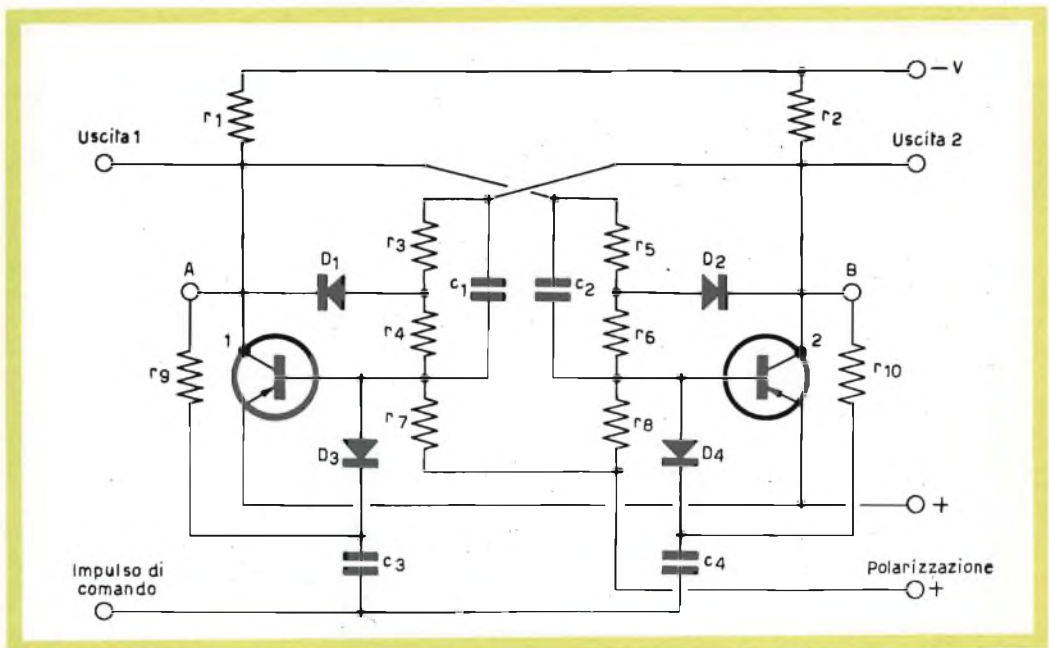 — V
r1
r2
Uscita 1
Uscita 2
r3
r5
D1
D2
A
c1
c2
B
r4
r6
1
2
r9
r10
r7
r8
D3
D4
+
c3
c4
Impulso di
comando
Polarizzazione
+